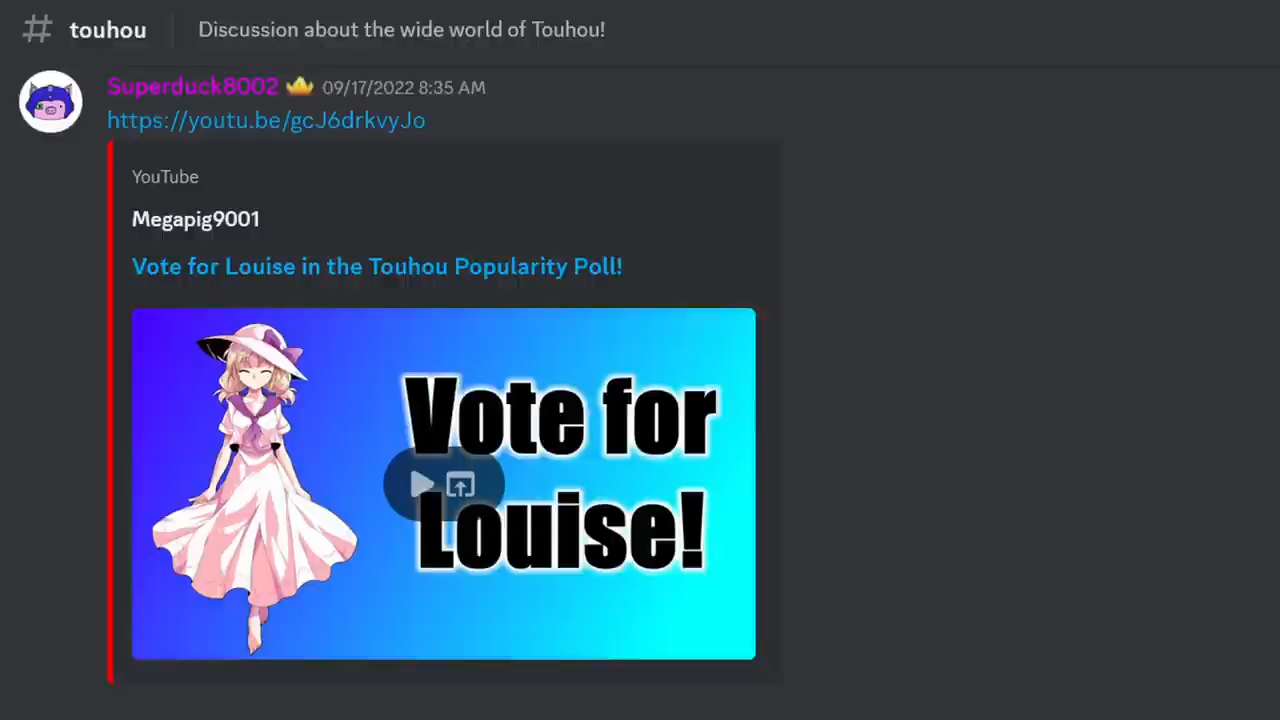 # touhou Discussion about the wide world of Touhou!
Superduck8002 09/17/2022 8:35 AM
https://youtu.be/gcJ6drkvyJo
YouTube
Megapig9001
Vote for Louise in the Touhou Popularity Poll!
Vote for
Louise!